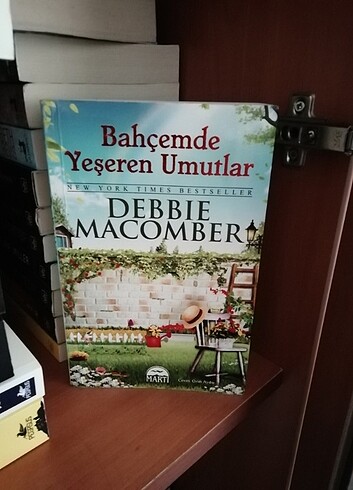 Bahçemde
Yeşeren Umutlar
NEW YORK TIMES BESTSELLER
DEBBIE
MACOMBER
MARTI